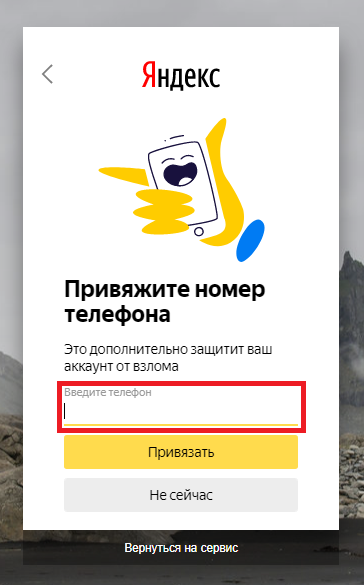 Яндекс
Привяжите номер
телефона
Это дополнительно защитит ваш
аккаунт от взлома
Введите телефон
Привязать
Не сейчас
Вернуться на сервис